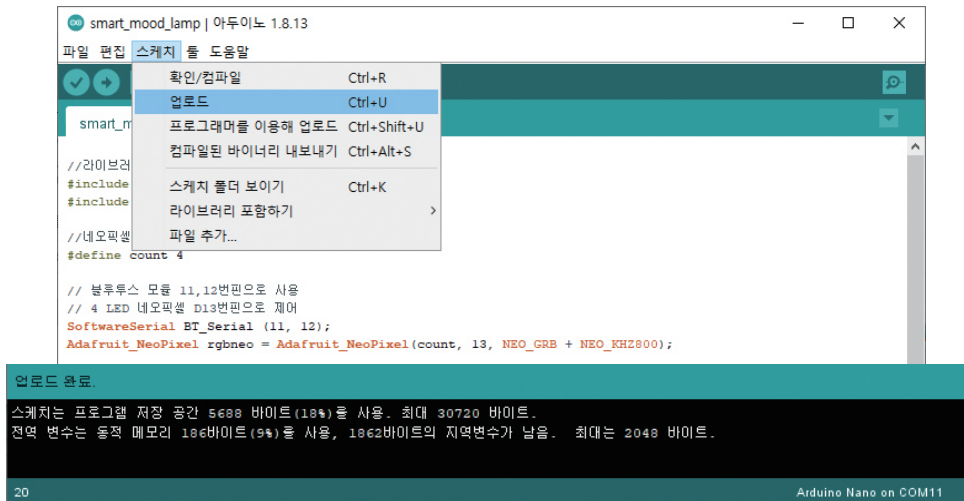 smart_mood_lamp | 아두이노 1.8.13
파일 편집 스케치 툴 도움말
확인/컴파일 Ctrl+R
업로드 Ctrl+U
프로그래머를 이용해 업로드 Ctrl+Shift+U
컴파일된 바이너리 내보내기 Ctrl+Alt+S
스케치 폴더 보이기 Ctrl+K
라이브러리 포함하기
파일 추가...
smart_m
//라이브러
#include
#include
//네오픽셀
#define count 4
// 블루투스 모듈 11,12번핀으로 사용
// 4 LED 네오픽셀 D13번핀으로 제어
SoftwareSerial BT_Serial (11, 12);
Adafruit_NeoPixel rgbneo = Adafruit_NeoPixel(count, 13, NEO_GRB + NEO_KHZ800);
업로드 완료.
스케치는 프로그램 저장 공간 5688 바이트(18%)을 사용. 최대 30720 바이트.
전역 변수는 동적 메모리 186바이트(9%)을 사용, 1862바이트의 지역변수가 남음. 최대는 2048 바이트.
20 Arduino Nano on COM11